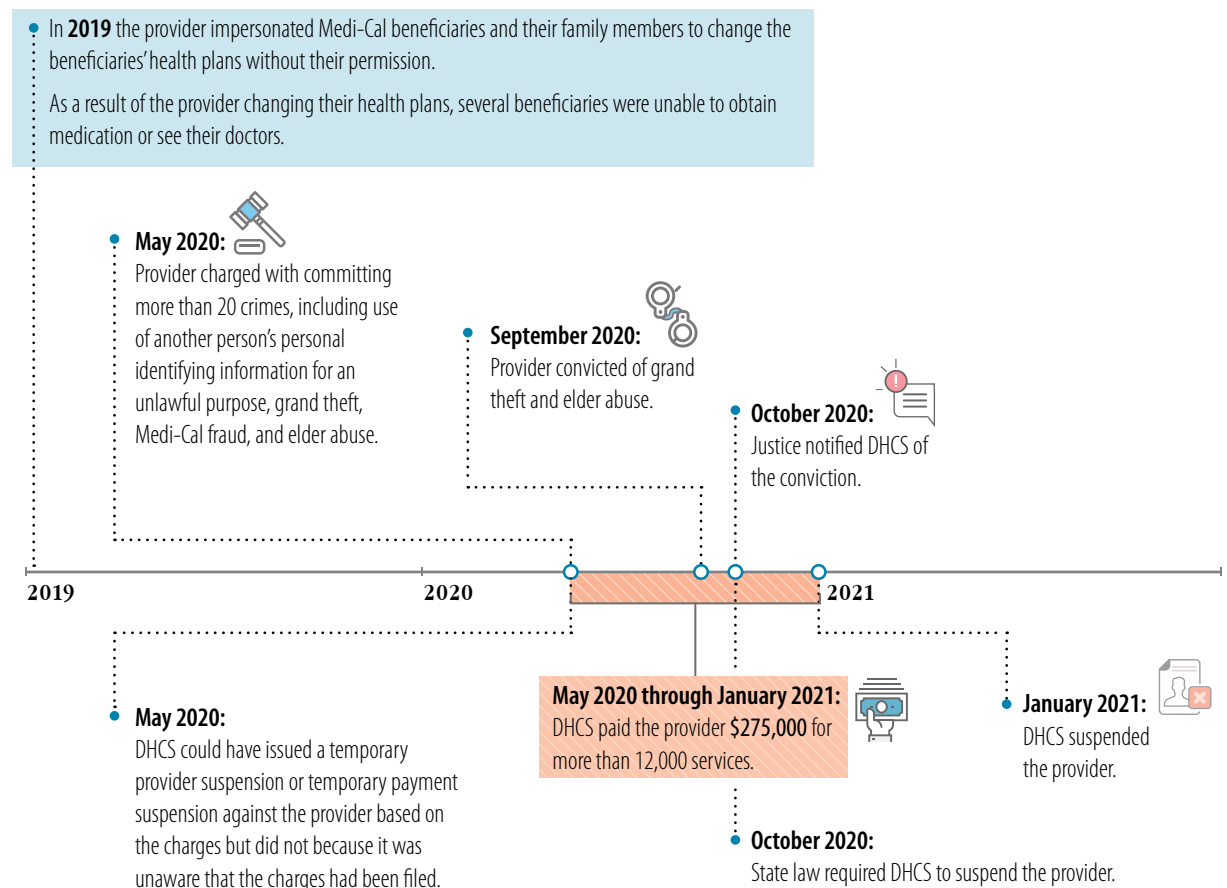 In 2019 the provider impersonated Medi-Cal beneficiaries and their family members to change the
beneficiaries' health plans without their permission.
As a result of the provider changing their health plans, several beneficiaries were unable to obtain
medication or see their doctors.
May 2020:
Provider charged with committing
more than 20 crimes, including use
of another person's personal
identifying information for an
unlawful purpose, grand theft,
Medi-Cal fraud, and elder abuse.
September 2020:
Provider convicted of grand
theft and elder abuse.
October 2020:
Justice notified DHCS of
the conviction.
2019
2020
2021
May 2020:
DHCS could have issued a temporary
provider suspension or temporary payment
suspension against the provider based on
the charges but did not because it was
unaware that the charges had been filed.
May 2020 through January 2021:
DHCS paid the provider $275,000 for
more than 12,000 services.
January 2021:
DHCS suspended
the provider.
October 2020:
State law required DHCS to suspend the provider.